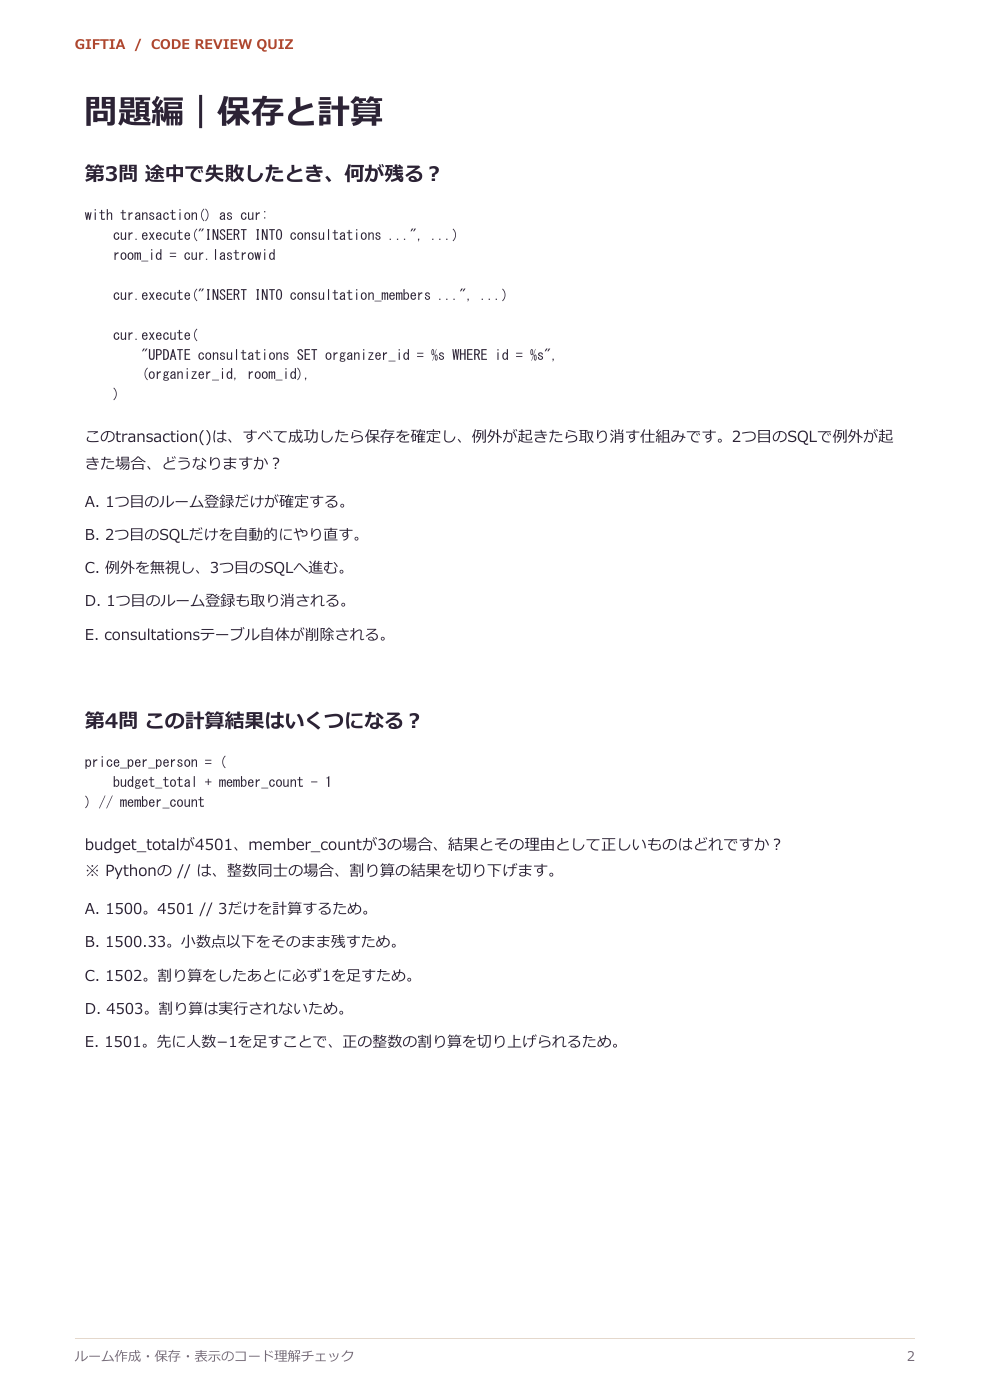 GIFTIA / CODE REVIEW QUIZ
問題編｜保存と計算
第3問 途中で失敗したとき、何が残る？
with transaction() as cur:
    cur.execute("INSERT INTO consultations ...", ...)
    room_id = cur.lastrowid
    cur.execute("INSERT INTO consultation_members ...", ...)
    cur.execute(
        "UPDATE consultations SET organizer_id = %s WHERE id = %s",
        (organizer_id, room_id),
    )
このtransaction()は、すべて成功したら保存を確定し、例外が起きたら取り消す仕組みです。2つ目のSQLで例外が起
きた場合、どうなりますか？
A. 1つ目のルーム登録だけが確定する。
B. 2つ目のSQLだけを自動的にやり直す。
C. 例外を無視し、3つ目のSQLへ進む。
D. 1つ目のルーム登録も取り消される。
E. consultationsテーブル自体が削除される。
第4問 この計算結果はいくつになる？
price_per_person = (
    budget_total + member_count - 1
) // member_count
budget_totalが4501、member_countが3の場合、結果とその理由として正しいものはどれですか？
※ Pythonの // は、整数同士の場合、割り算の結果を切り下げます。
A. 1500。4501 // 3だけを計算するため。
B. 1500.33。小数点以下をそのまま残すため。
C. 1502。割り算をしたあとに必ず1を足すため。
D. 4503。割り算は実行されないため。
E. 1501。先に人数−1を足すことで、正の整数の割り算を切り上げられるため。
ルーム作成・保存・表示のコード理解チェック
2